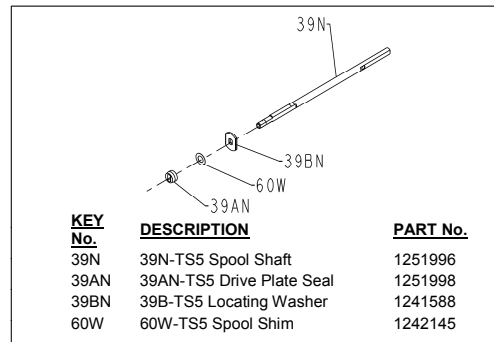 39N
39BN
60W
39AN
KEY No. DESCRIPTION PART No.
39N 39N-TS5 Spool Shaft 1251996
39AN 39AN-TS5 Drive Plate Seal 1251998
39BN 39B-TS5 Locating Washer 1241588
60W 60W-TS5 Spool Shim 1242145